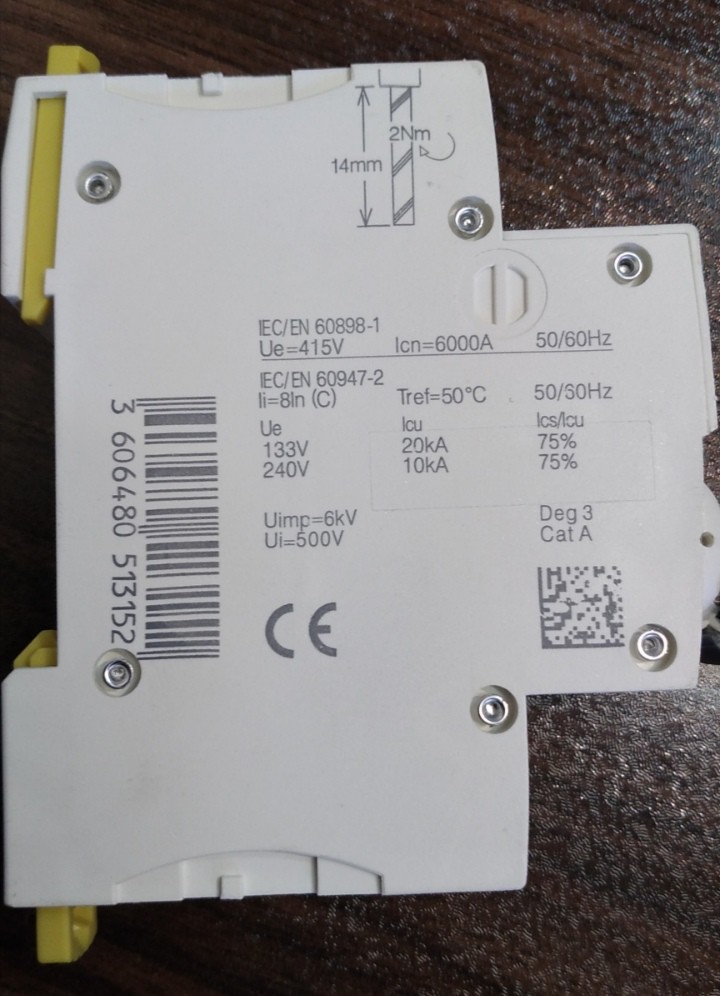 2Nm
14mm
IEC/EN 60898-1
Ue=415V Icn=6000A 50/60Hz
IEC/EN 60947-2
Ii=8In (C) Tref=50°C 50/60Hz
Ue Icu Ics/Icu
133V 20kA 75%
240V 10kA 75%
Uimp=6kV Deg 3
Ui=500V Cat A
3 606480 513152
CE